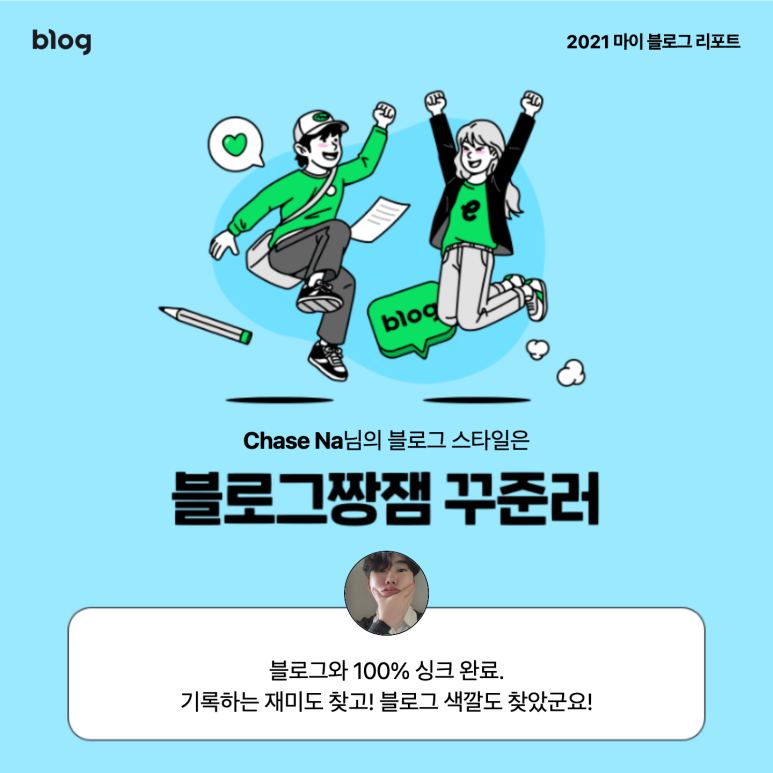 blog
2021 마이 블로그 리포트
e
blog
Chase Na님의 블로그 스타일은
블로그짱잼 꾸준러
블로그와 100% 싱크 완료.
기록하는 재미도 찾고! 블로그 색깔도 찾았군요!